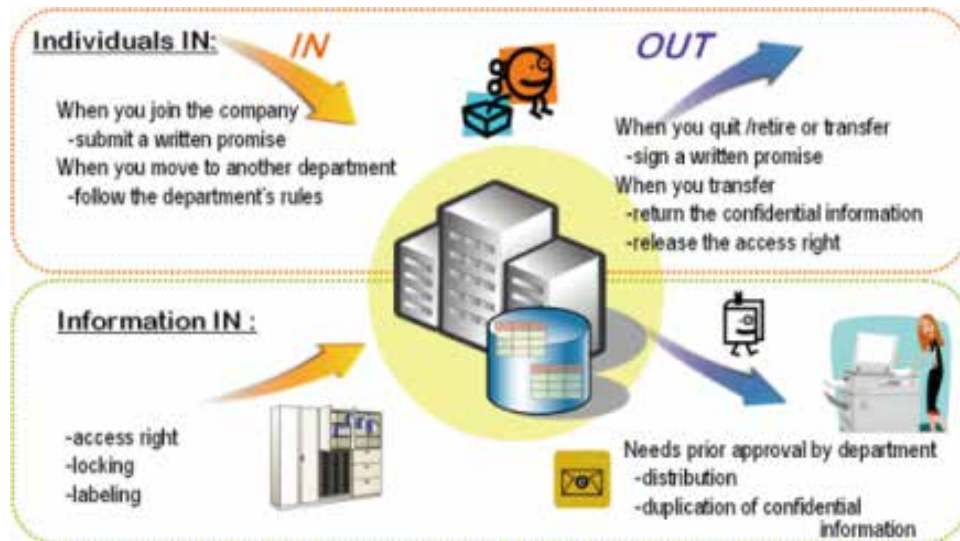 Individuals IN:
IN
When you join the company
-submit a written promise
When you move to another department
-follow the department's rules
OUT
When you quit /retire or transfer
-sign a written promise
When you transfer
-return the confidential information
-release the access right
Information IN :
-access right
-locking
-labeling
Needs prior approval by department
-distribution
-duplication of confidential
information